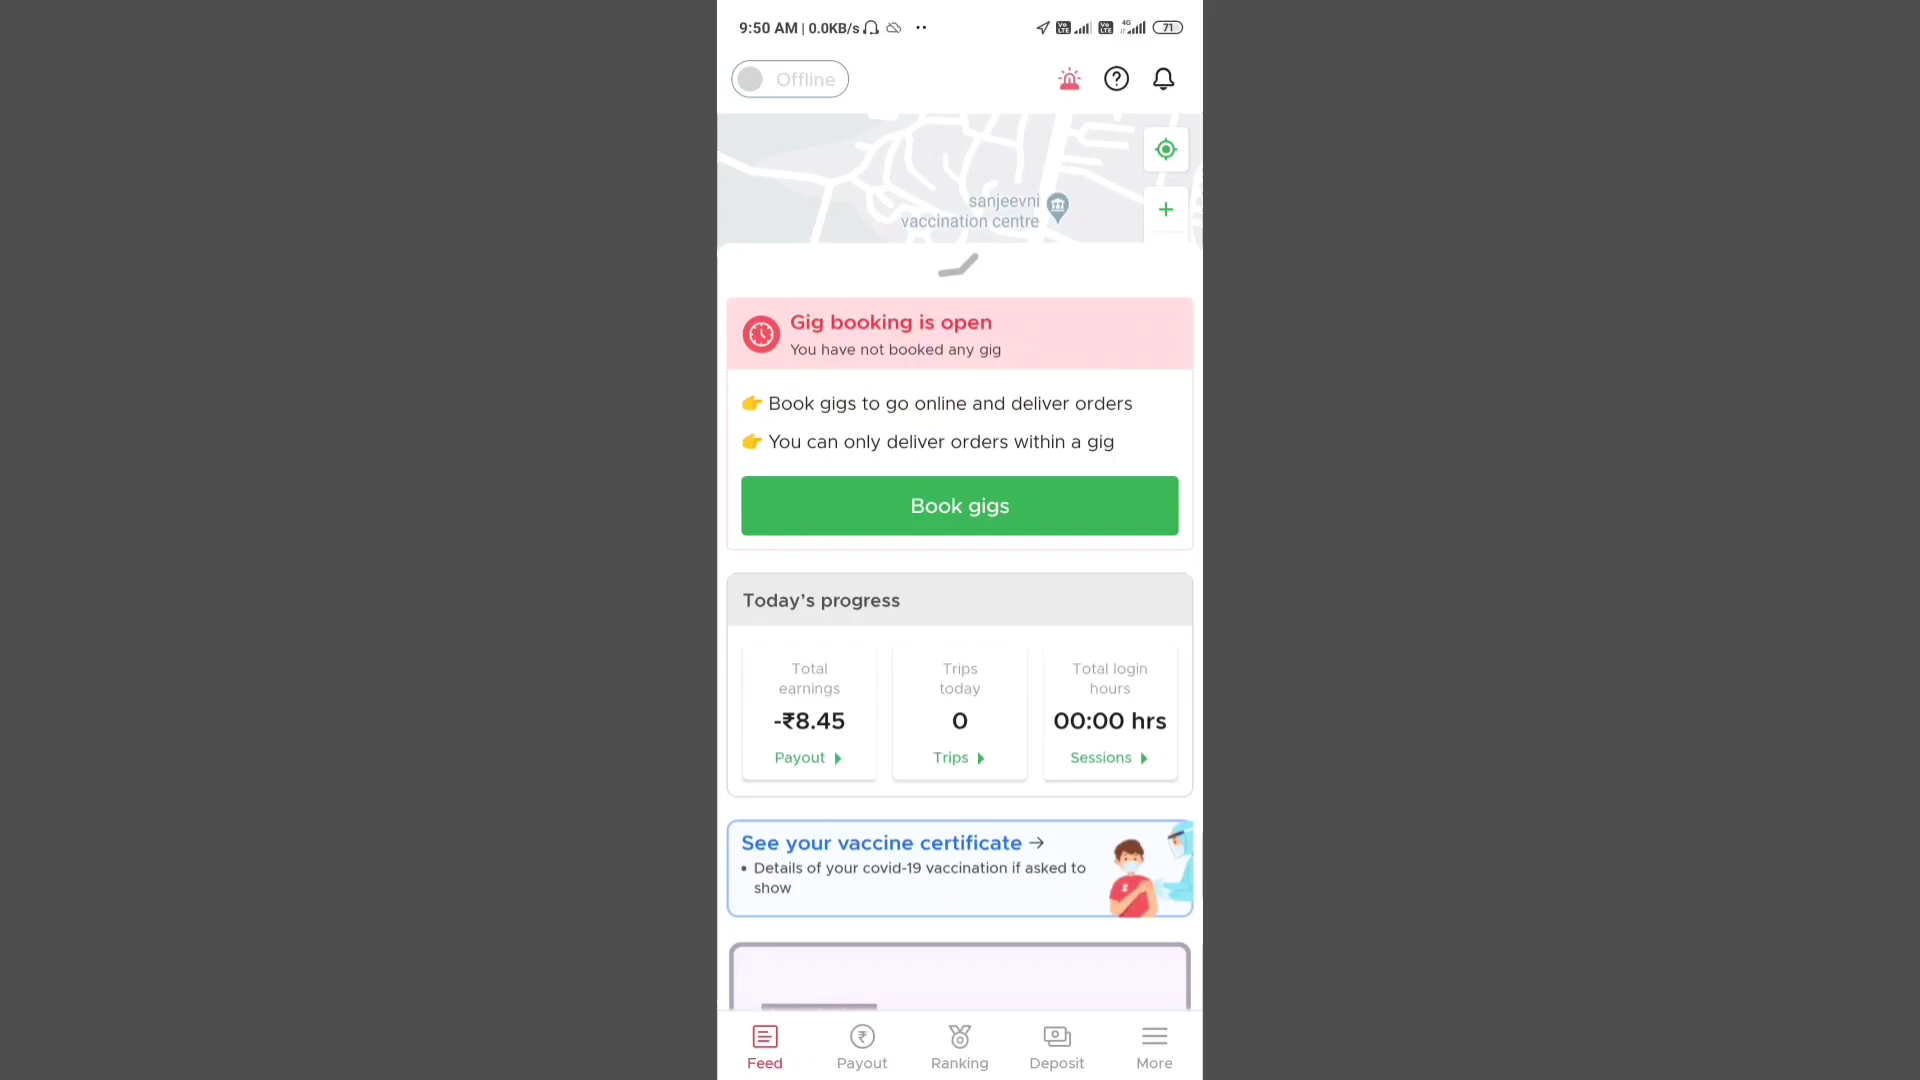 9:50 AM | 0.0KB/s
4G
71
Offline
sanjeevni
vaccination centre
Gig booking is open
You have not booked any gig
👉 Book gigs to go online and deliver orders
👉 You can only deliver orders within a gig
Book gigs
Today’s progress
Total earnings
-₹8.45
Payout
Trips today
0
Trips
Total login hours
00:00 hrs
Sessions
See your vaccine certificate →
• Details of your covid-19 vaccination if asked to
show
Feed
Payout
Ranking
Deposit
More